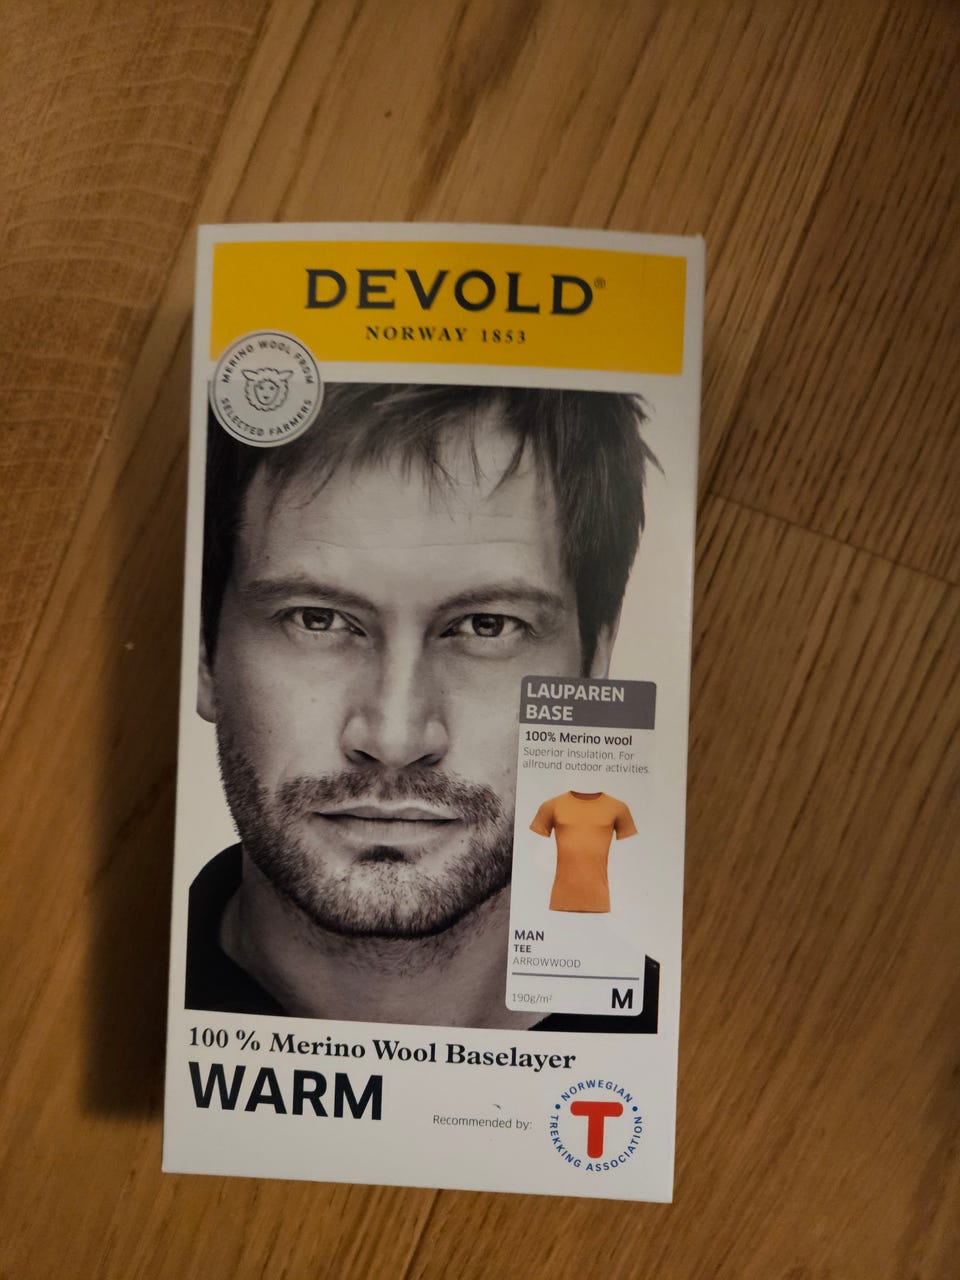 DEVOLD®
NORWAY 1853
MERINO WOOL FROM
SELECTED FARMERS
LAUPAREN
BASE
100% Merino wool
Superior insulation. For
allround outdoor activities.
MAN
TEE
ARROWWOOD
190g/m²
M
100 % Merino Wool Baselayer
WARM
Recommended by:
• NORWEGIAN •
TREKKING ASSOCIATION
T